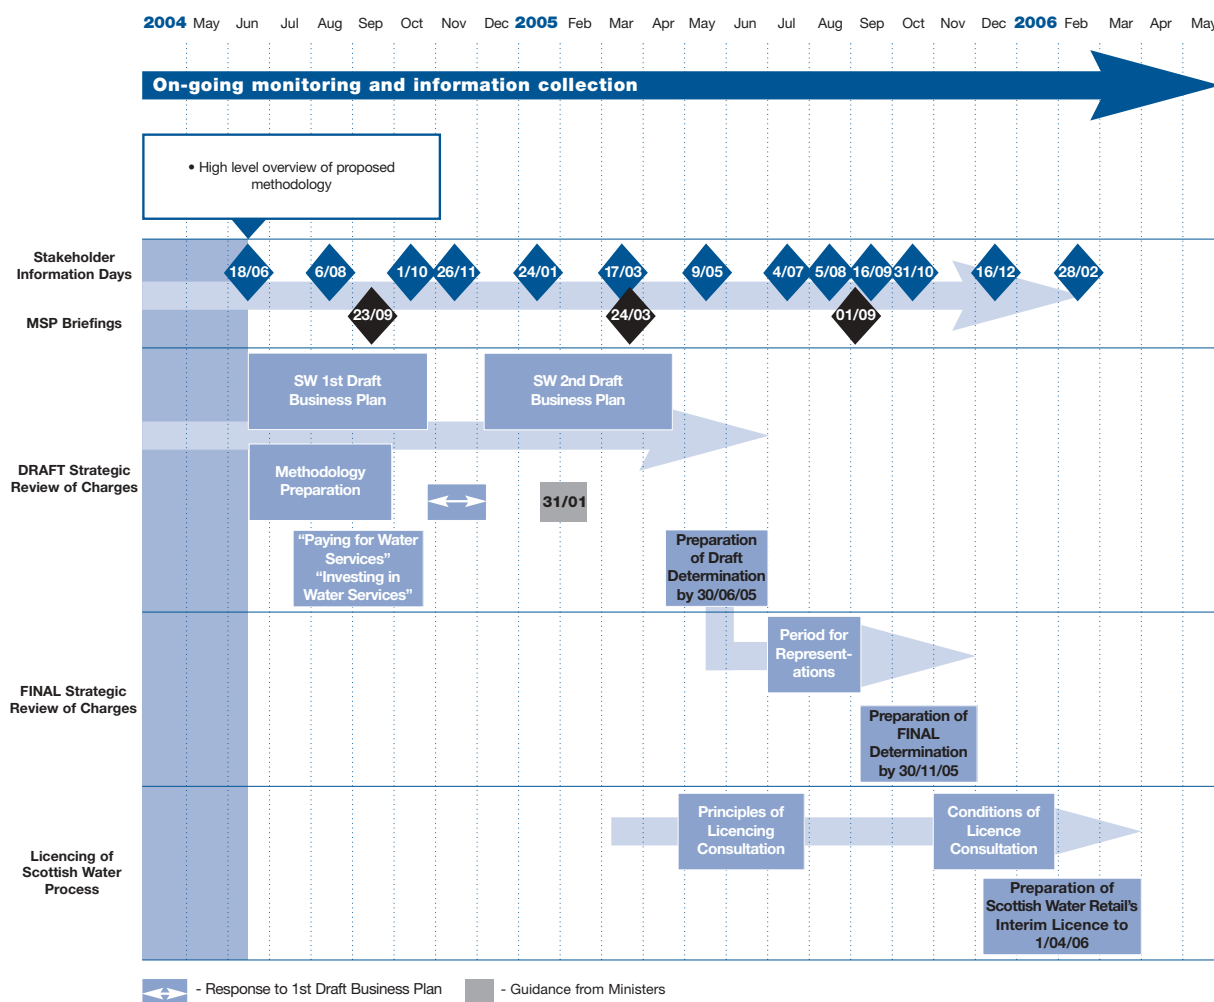 2004 May Jun Jul Aug Sep Oct Nov Dec 2005 Feb Mar Apr May Jun Jul Aug Sep Oct Nov Dec 2006 Feb Mar Apr May
On-going monitoring and information collection
• High level overview of proposed
methodology
Stakeholder
Information Days
18/06 6/08 1/10 26/11 24/01 17/03 9/05 4/07 5/08 16/09 31/10 16/12 28/02
MSP Briefings
23/09 24/03 01/09
SW 1st Draft
Business Plan
SW 2nd Draft
Business Plan
DRAFT Strategic
Review of Charges
Methodology
Preparation
31/01
“Paying for Water
Services”
“Investing in
Water Services”
Preparation
of Draft
Determination
by 30/06/05
FINAL Strategic
Review of Charges
Period for
Represent-
ations
Preparation of
FINAL
Determination
by 30/11/05
Licencing of
Scottish Water
Process
Principles of
Licencing
Consultation
Conditions of
Licence
Consultation
Preparation of
Scottish Water Retail’s
Interim Licence to
1/04/06
- Response to 1st Draft Business Plan
- Guidance from Ministers